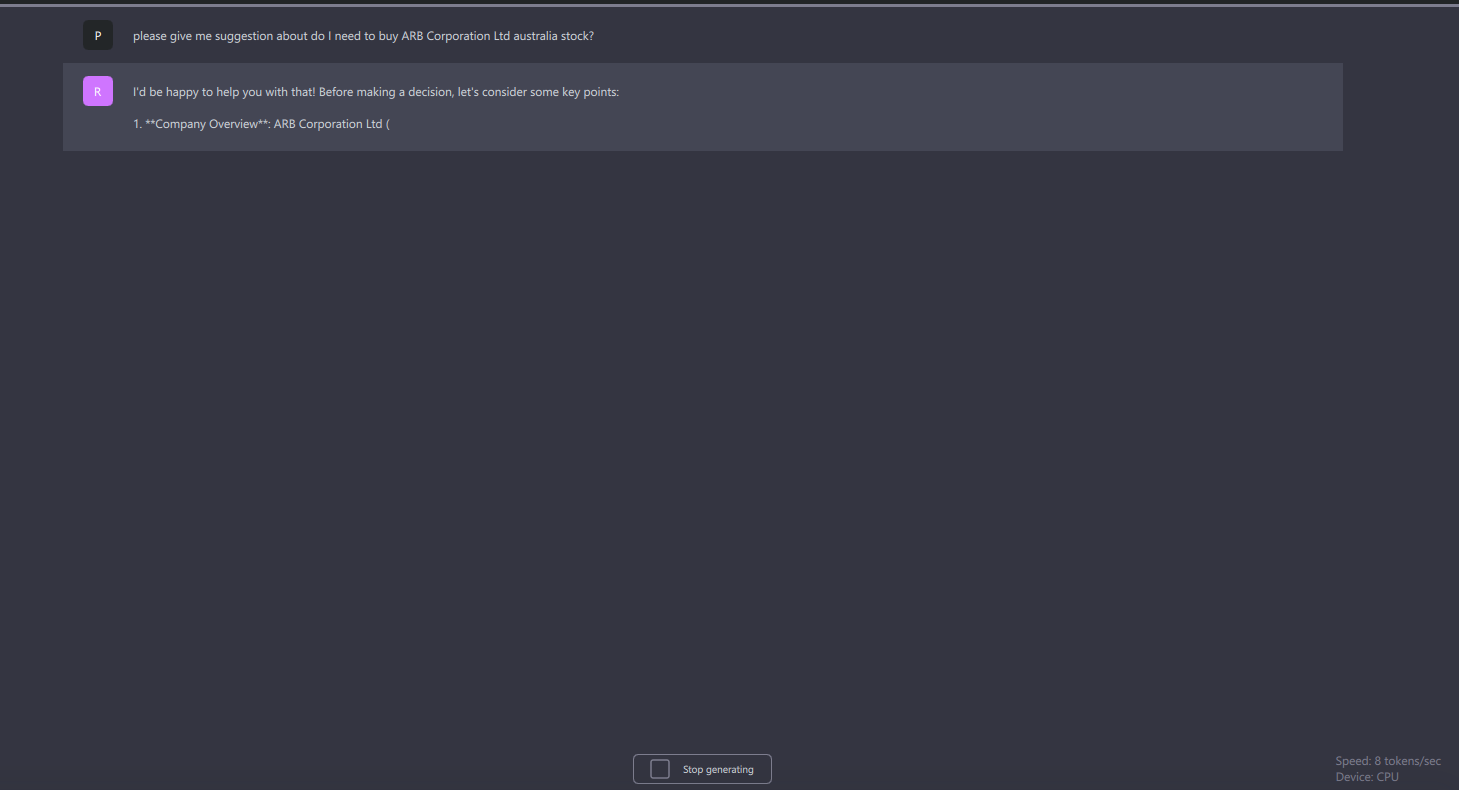 P
please give me suggestion about do I need to buy ARB Corporation Ltd australia stock?
R
I'd be happy to help you with that! Before making a decision, let's consider some key points:
1. **Company Overview**: ARB Corporation Ltd (
Stop generating
Speed: 8 tokens/sec
Device: CPU